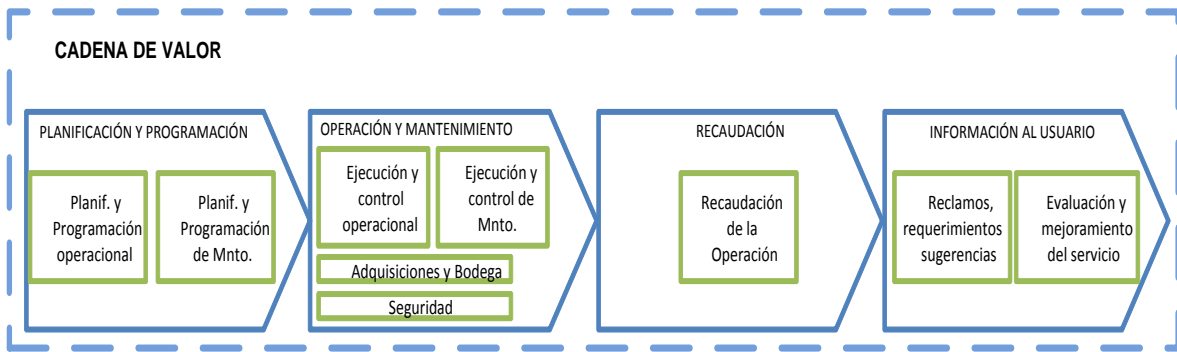 CADENA DE VALOR
PLANIFICACIÓN Y PROGRAMACIÓN
Planif. y
Programación
operacional
Planif. y
Programación
de Mnto.
OPERACIÓN Y MANTENIMIENTO
Ejecución y
control
operacional
Ejecución y
control de
Mnto.
Adquisiciones y Bodega
Seguridad
RECAUDACIÓN
Recaudación
de la
Operación
INFORMACIÓN AL USUARIO
Reclamos,
requerimientos
sugerencias
Evaluación y
mejoramiento
del servicio